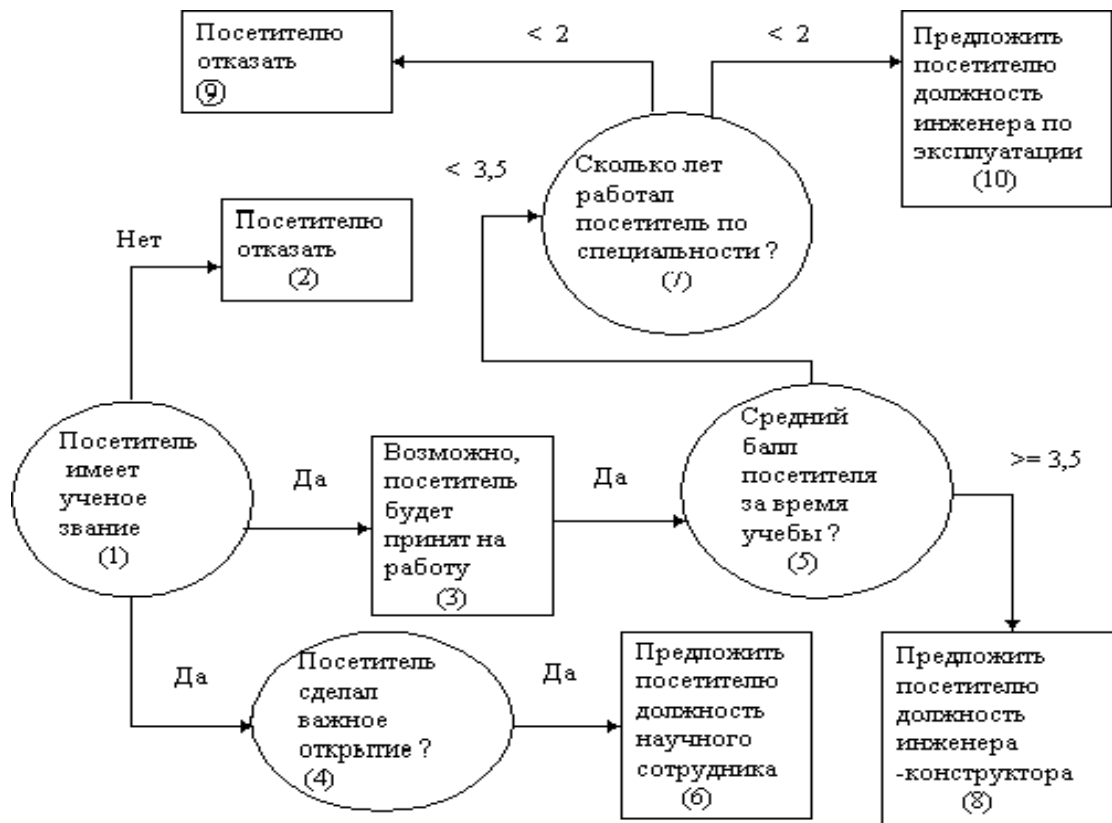 Посетителю
отказать
(9)
< 2
< 2
Предложить
посетителю
должность
инженера по
эксплуатации
(10)
Сколько лет
работал
посетитель по
специальности ?
(7)
< 3,5
Нет
Посетителю
отказать
(2)
Посетитель
имеет
ученое
звание
(1)
Да
Возможно,
посетитель
будет
принят на
работу
(3)
Да
Средний
балл
посетителя
за время
учебы ?
(5)
>= 3,5
Да
Посетитель
сделал
важное
открытие ?
(4)
Да
Предложить
посетителю
должность
научного
сотрудника
(6)
Предложить
посетителю
должность
инженера
-конструктора
(8)